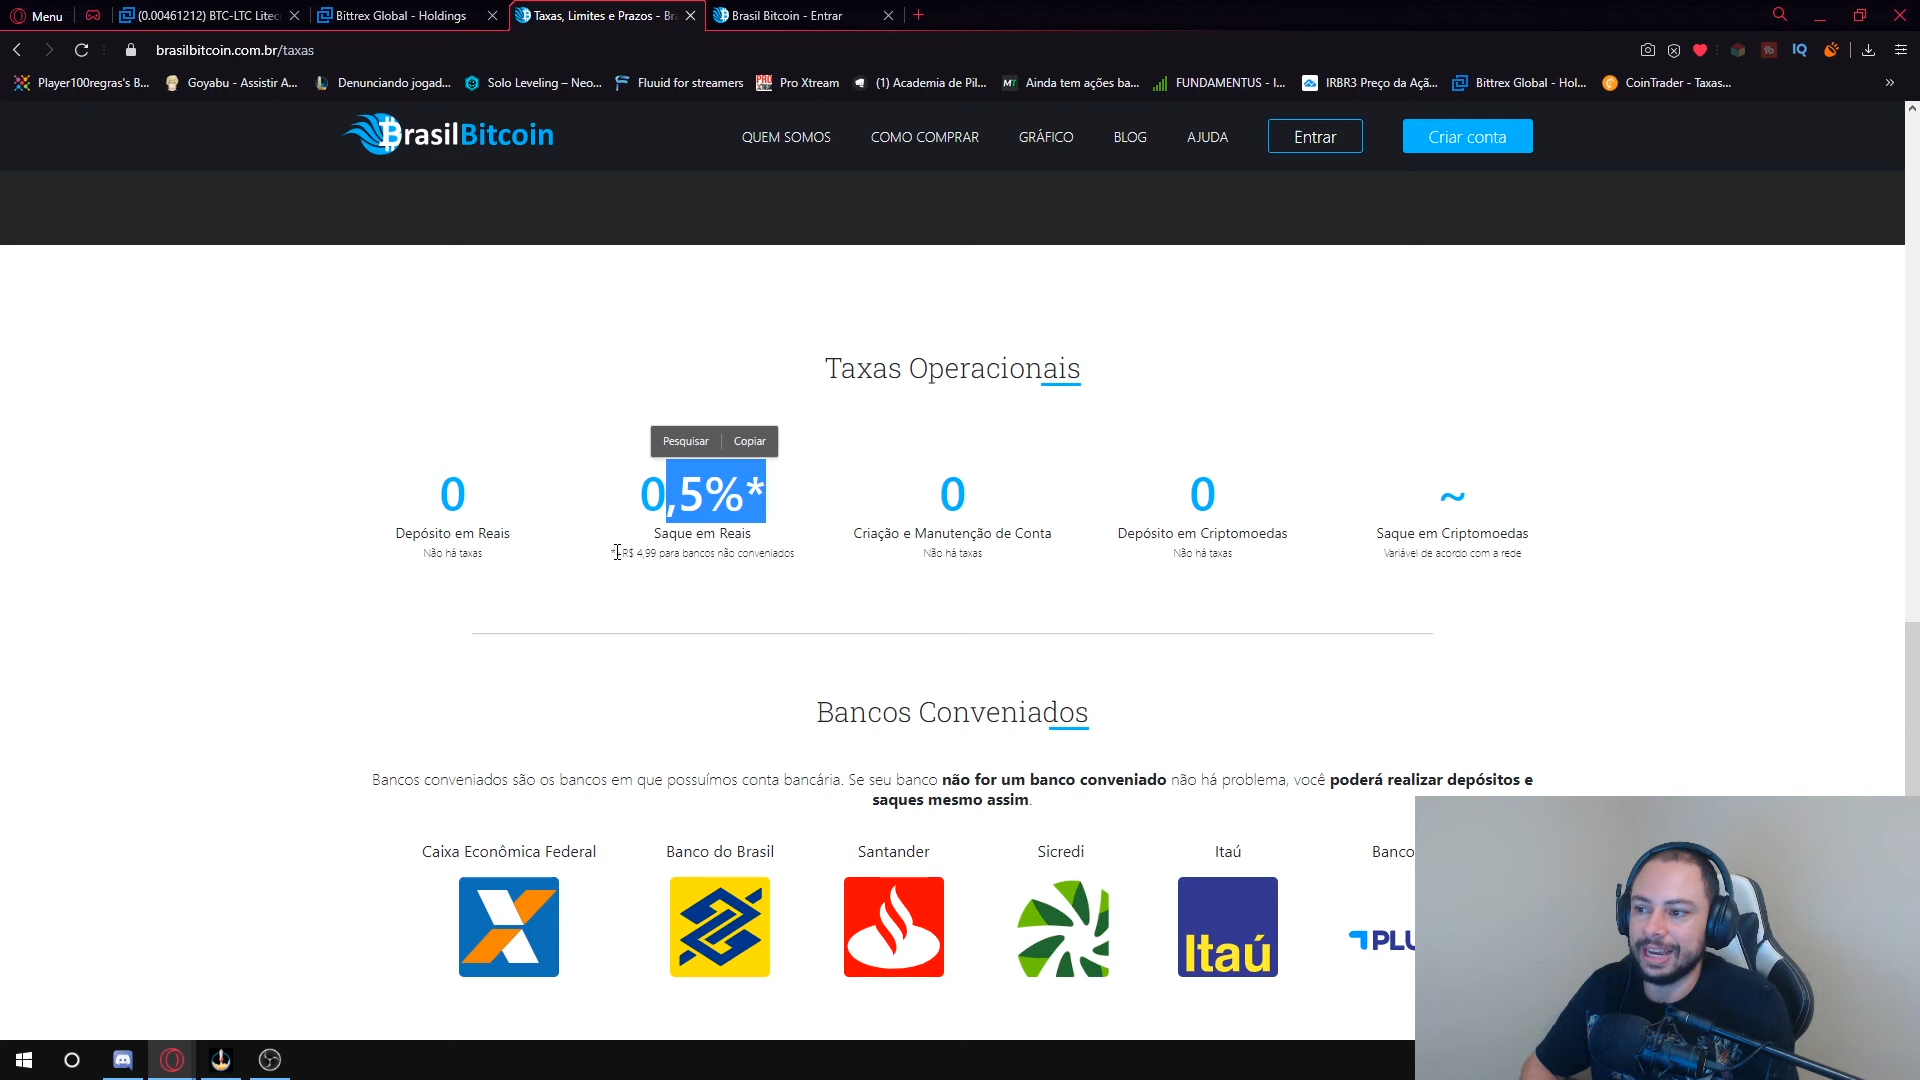 Menu
(0.00461212) BTC-LTC Litec
Bittrex Global - Holdings
Taxas, Limites e Prazos - Br
Brasil Bitcoin - Entrar
brasilbitcoin.com.br/taxas
IQ
Player100regras's B...
Goyabu - Assistir A...
Denunciando jogad...
Solo Leveling – Neo...
Fluuid for streamers
Pro Xtream
(1) Academia de Pil...
MT
Ainda tem ações ba...
FUNDAMENTUS - I...
IRBR3 Preço da Açã...
Bittrex Global - Hol...
CoinTrader - Taxas...
BrasilBitcoin
QUEM SOMOS
COMO COMPRAR
GRÁFICO
BLOG
AJUDA
Entrar
Criar conta
Taxas Operacionais
Pesquisar
Copiar
0
0,5%*
0
0
~
Depósito em Reais
Saque em Reais
Criação e Manutenção de Conta
Depósito em Criptomoedas
Saque em Criptomoedas
Não há taxas
R$ 4,99 para bancos não conveniados
Não há taxas
Não há taxas
Variável de acordo com a rede
Bancos Conveniados
Bancos conveniados são os bancos em que possuímos conta bancária. Se seu banco não for um banco conveniado não há problema, você poderá realizar depósitos e
saques mesmo assim.
Caixa Econômica Federal
Banco do Brasil
Santander
Sicredi
Itaú
Banco
Itaú
PLU